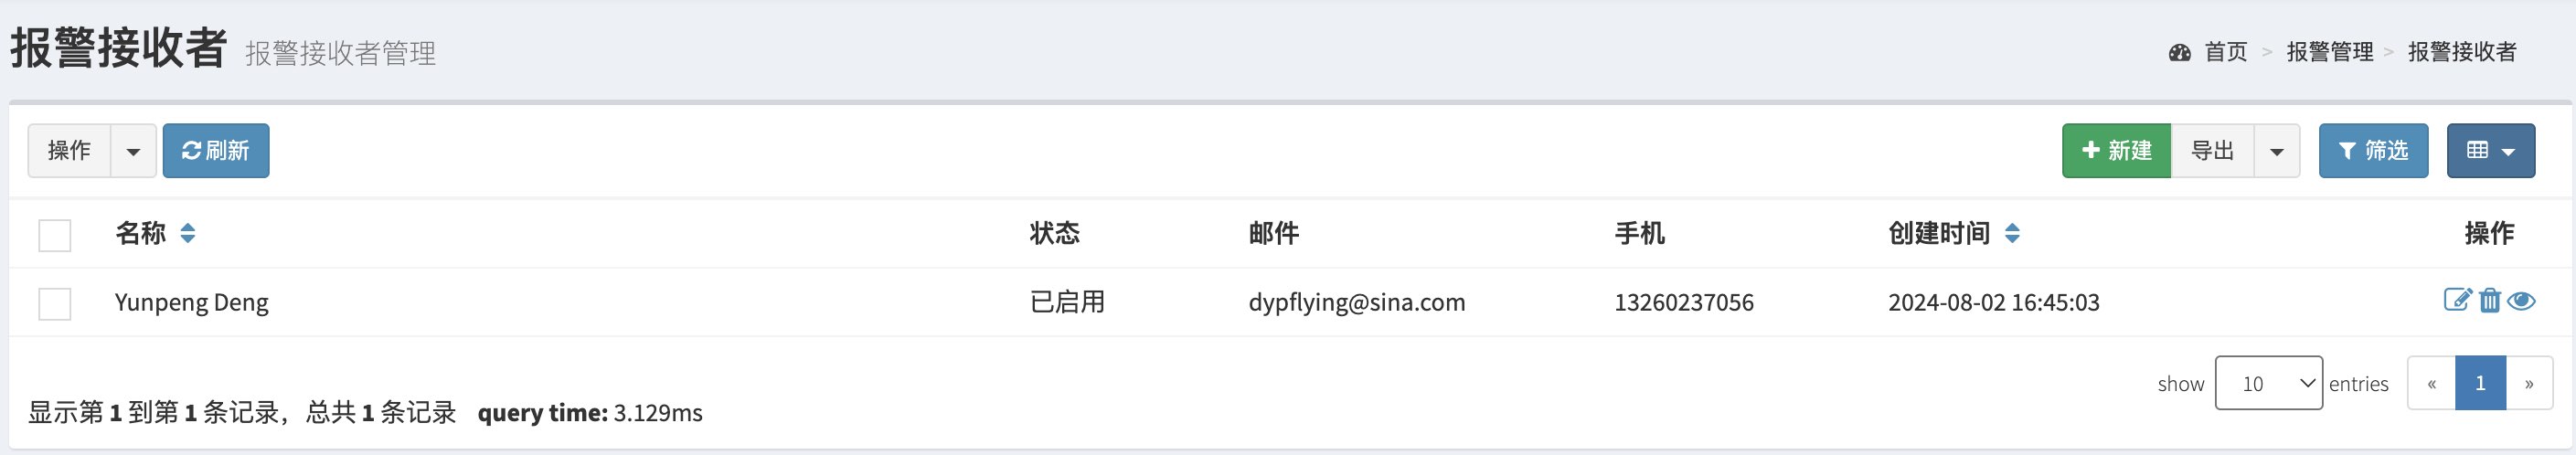 报警接收者 报警接收者管理 首页 > 报警管理 > 报警接收者
操作 刷新 新建 导出 筛选
名称 状态 邮件 手机 创建时间 操作
Yunpeng Deng 已启用 dypflying@sina.com 13260237056 2024-08-02 16:45:03
show 10 entries « 1 »
显示第 1 到第 1 条记录，总共 1 条记录 query time: 3.129ms